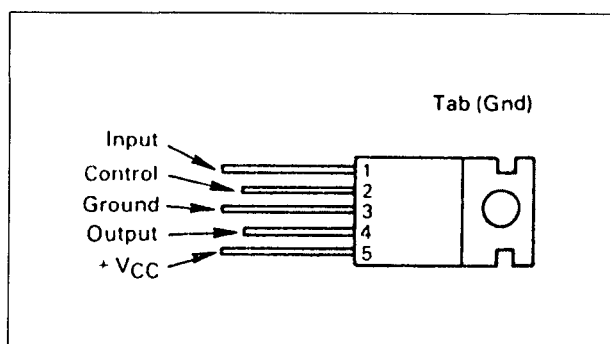 Tab (Gnd)
Input
Control
Ground
Output
+ VCC
1
2
3
4
5